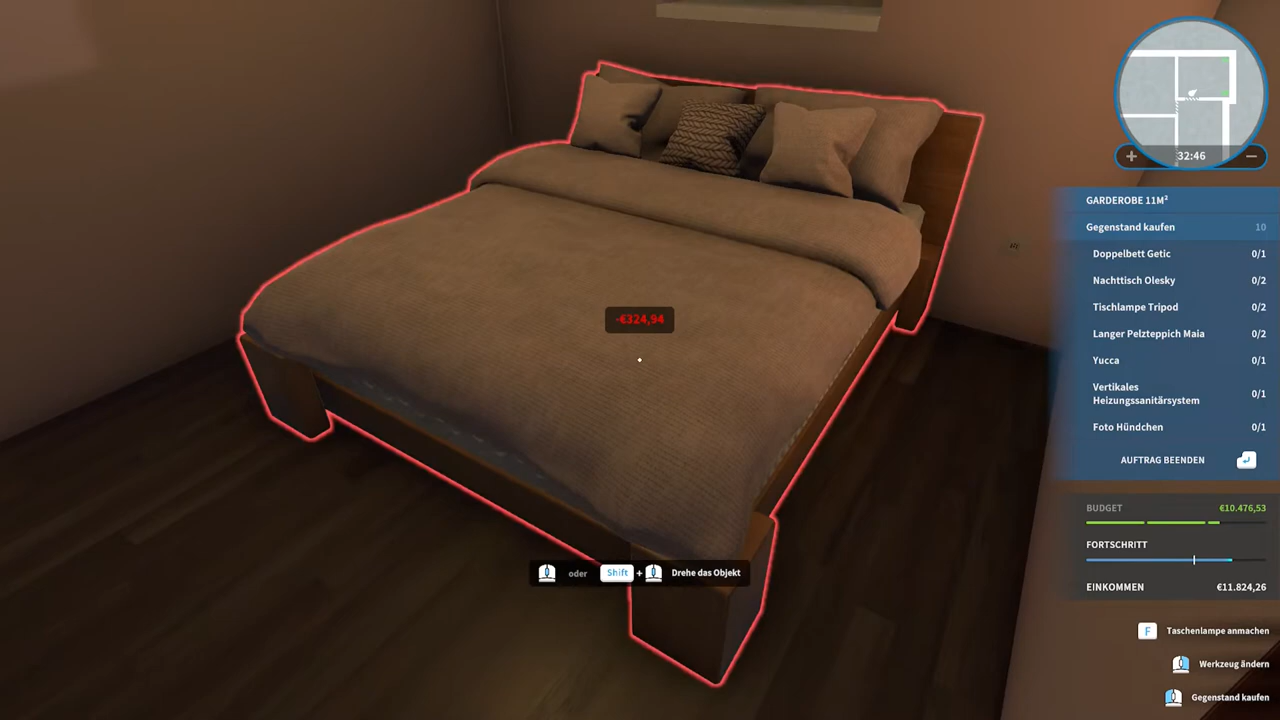 32:46
GARDEROBE 11M²
Gegenstand kaufen 10
Doppelbett Getic 0/1
Nachttisch Olesky 0/2
Tischlampe Tripod 0/2
Langer Pelzteppich Maia 0/2
Yucca 0/1
Vertikales
Heizungssanitärsystem 0/1
Foto Hündchen 0/1
AUFTRAG BEENDEN
-€324,94
BUDGET €10.476,53
FORTSCHRITT
EINKOMMEN €11.824,26
oder Shift + Drehe das Objekt
F Taschenlampe anmachen
Werkzeug ändern
Gegenstand kaufen